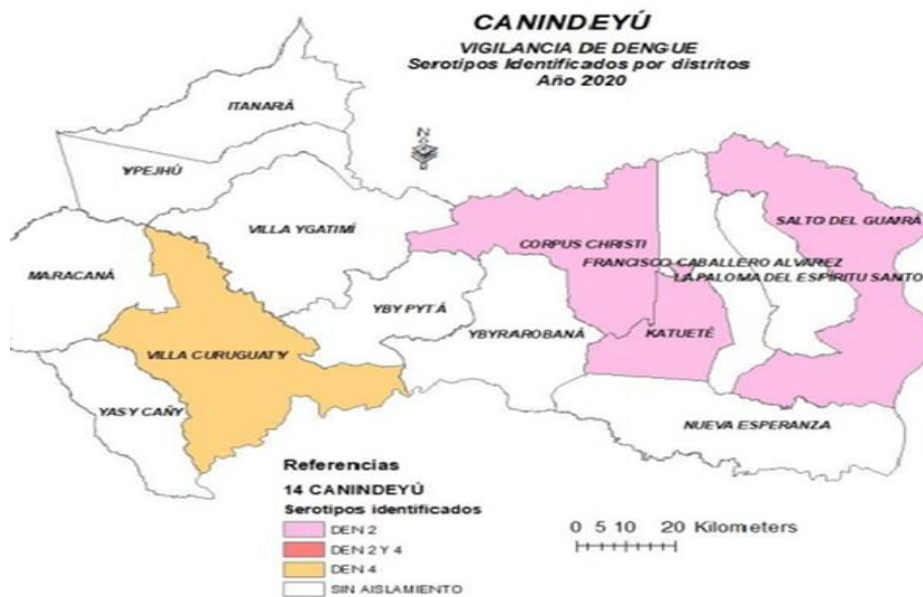 CANINDEYÚ
VIGILANCIA DE DENGUE
Serotipos Identificados por distritos
Año 2020
ITANARÁ
N
S
YPEJHÚ
VILLA YGATIMÍ
SALTO DEL GUAIRÁ
CORPUS CHRISTI
FRANCISCO CABALLERO ALVAREZ
MARACANÁ
LA PALOMA DEL ESPIRITU SANTO
YBY PYTÁ
YBYRAROBANÁ
KATUETÉ
VILLA CURUGUATY
YASY CAÑY
NUEVA ESPERANZA
Referencias
14 CANINDEYÚ
Serotipos identificados
DEN 2
DEN 2 Y 4
DEN 4
SIN AISLAMIENTO
0 5 10 20 Kilometers